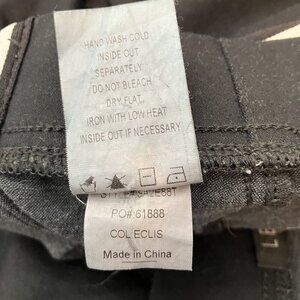 HAND WASH COLD
INSIDE OUT
SEPARATELY
DO NOT BLEACH
DRY FLAT
IRON WITH LOW HEAT
INSIDE OUT IF NECESSARY
PO# 61888
COL ECLIS
Made in China